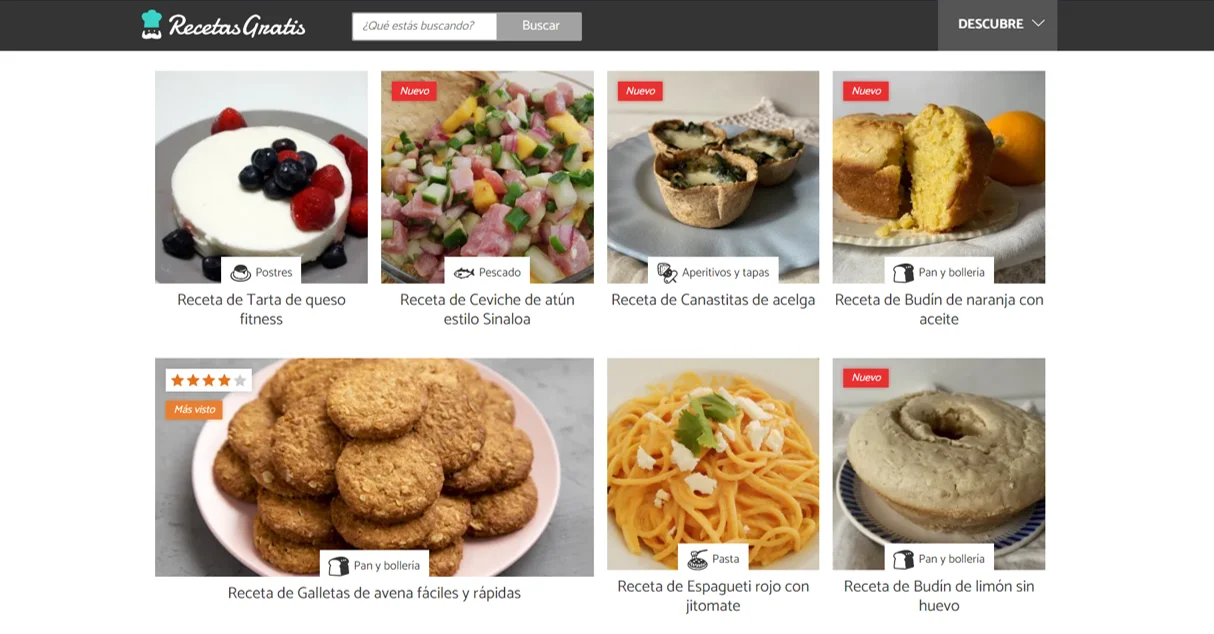 RecetasGratis
¿Qué estás buscando?
Buscar
DESCUBRE
Postres
Receta de Tarta de queso
fitness
Nuevo
Pescado
Receta de Ceviche de atún
estilo Sinaloa
Nuevo
Aperitivos y tapas
Receta de Canastitas de acelga
Nuevo
Pan y bollería
Receta de Budín de naranja con
aceite
Más visto
Pan y bollería
Receta de Galletas de avena fáciles y rápidas
Pasta
Receta de Espagueti rojo con
jitomate
Nuevo
Pan y bollería
Receta de Budín de limón sin
huevo